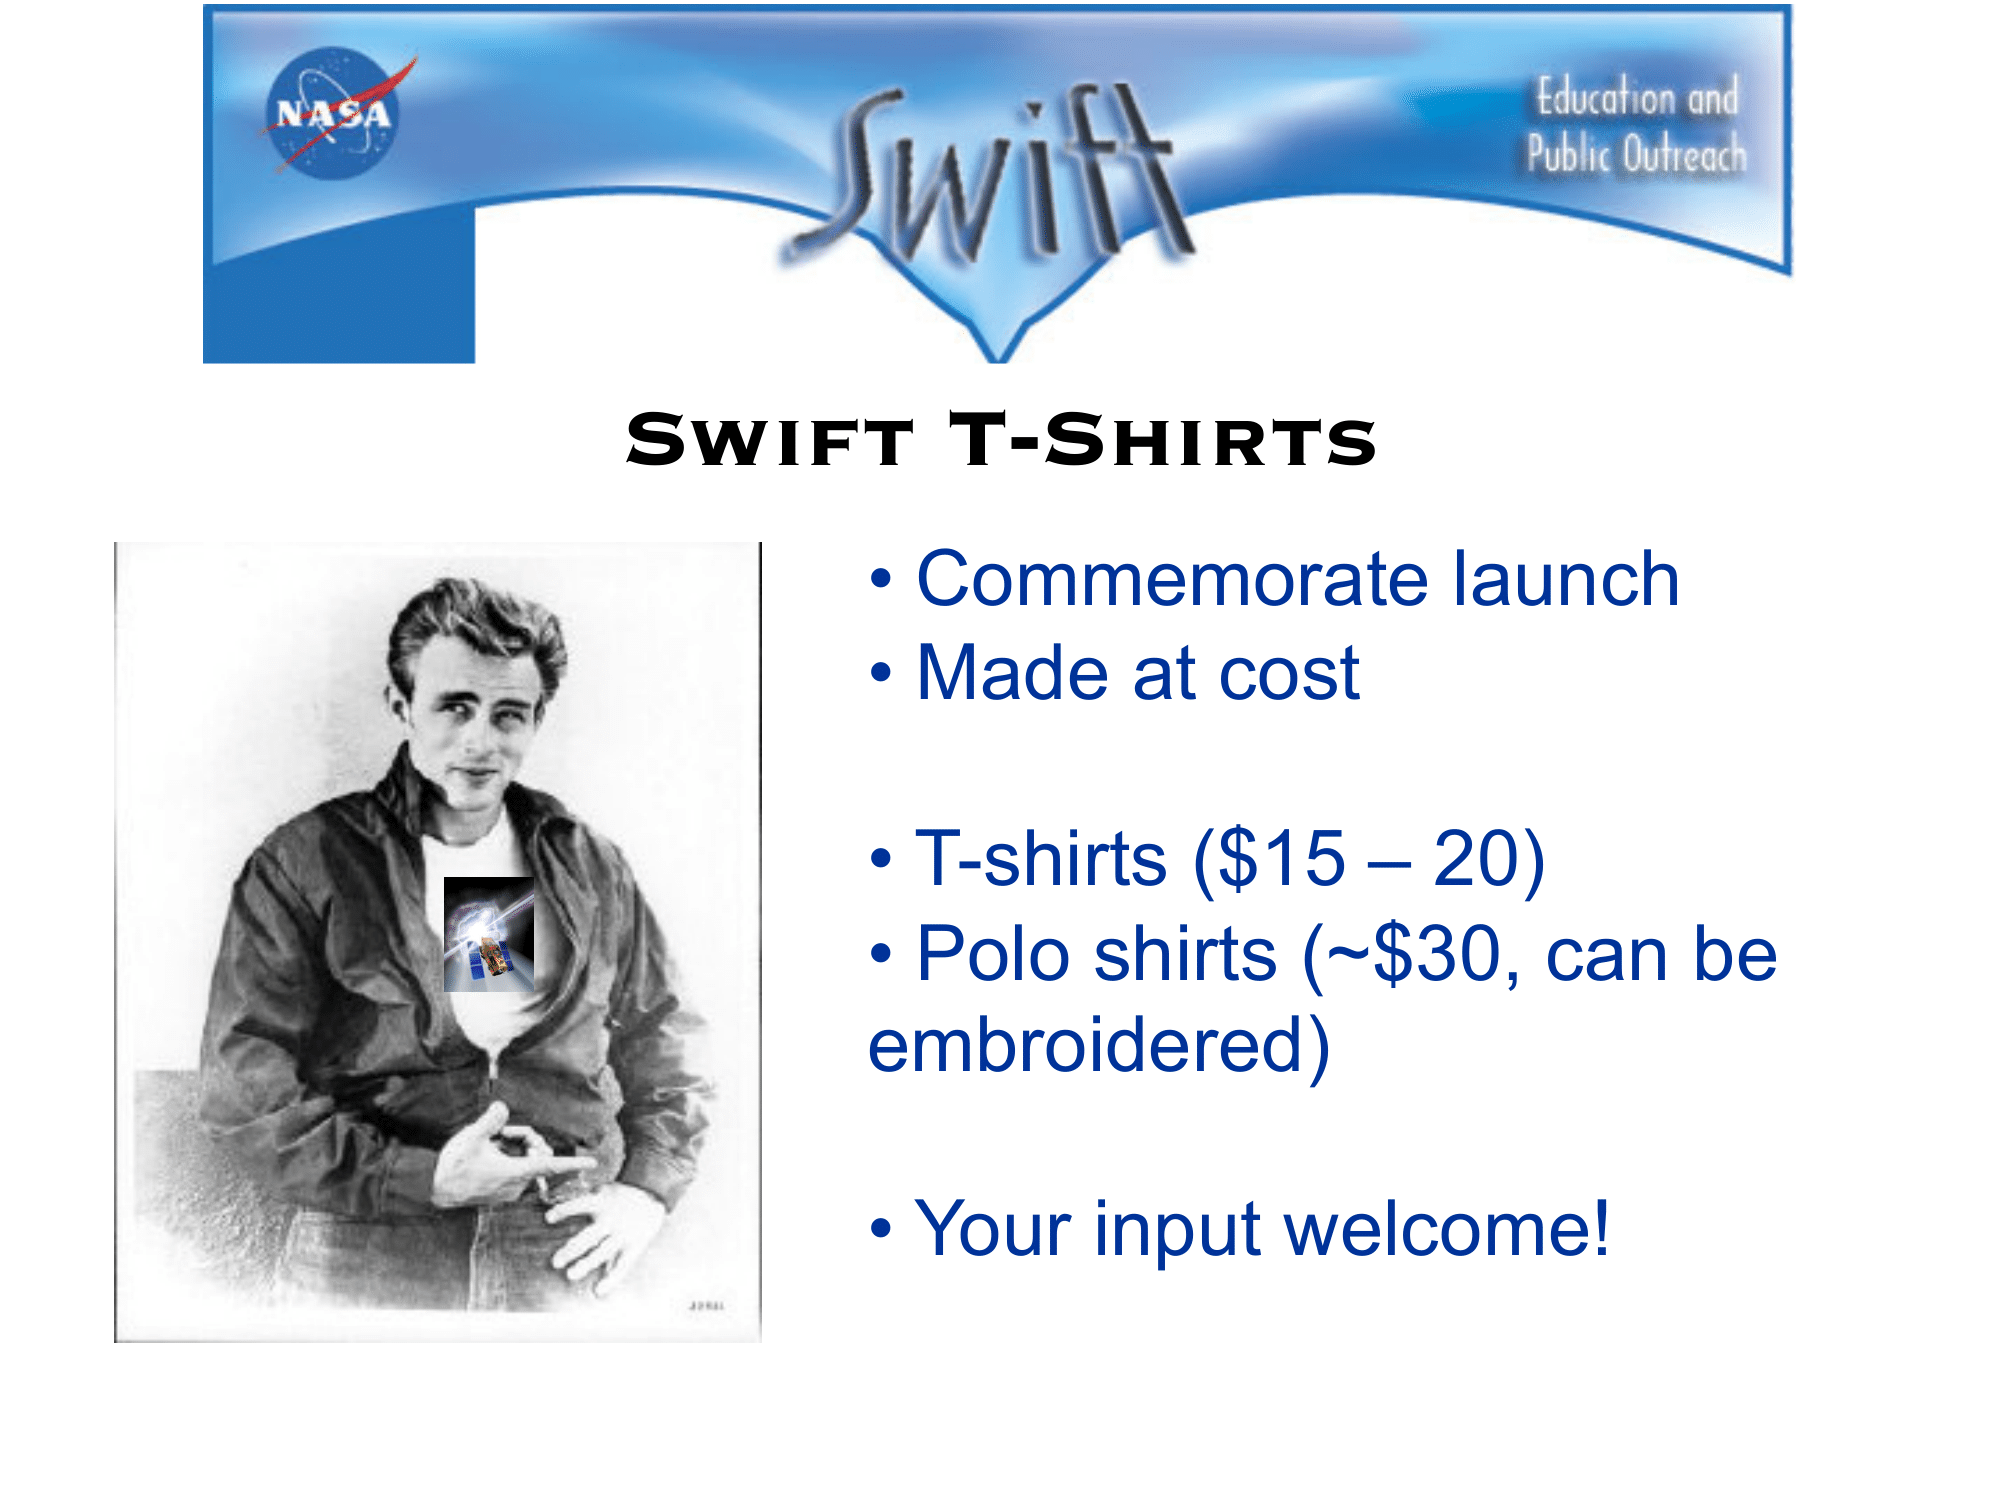 NASA
Swift
Education and
Public Outreach
SWIFT T-SHIRTS
• Commemorate launch
• Made at cost
• T-shirts ($15 – 20)
• Polo shirts (~$30, can be
embroidered)
• Your input welcome!